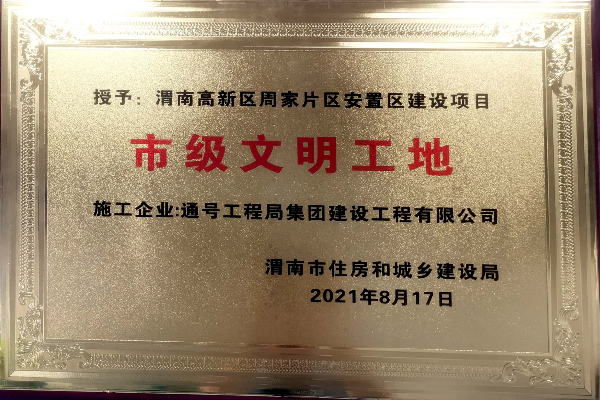 授予：渭南高新区周家片区安置区建设项目
市级文明工地
施工企业:通号工程局集团建设工程有限公司
渭南市住房和城乡建设局
2021年8月17日